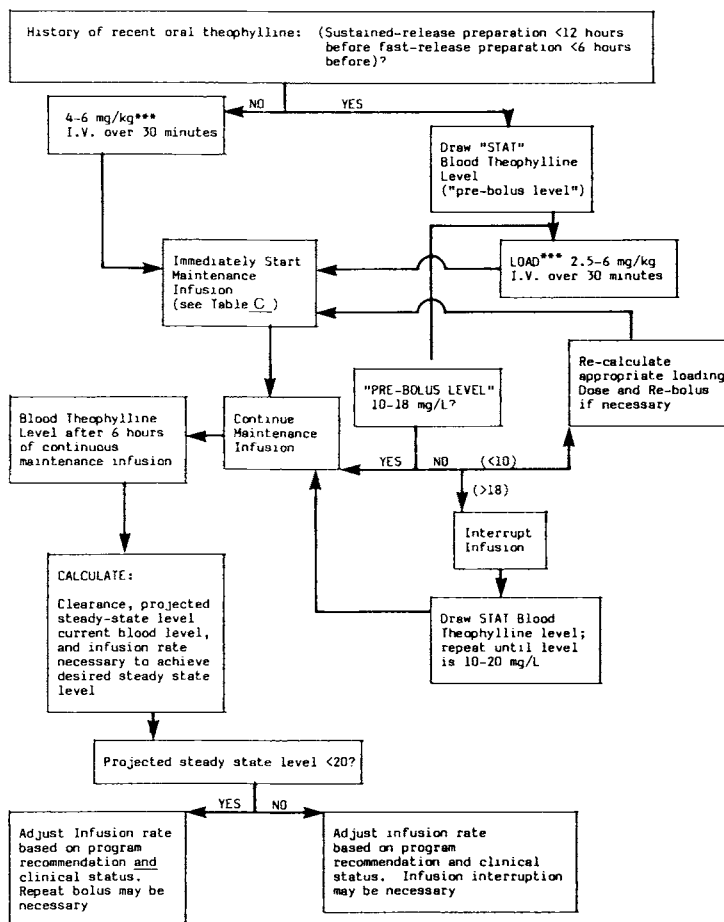 History of recent oral theophylline: (Sustained-release preparation <12 hours
before fast-release preparation <6 hours
before)?
NO YES
4-6 mg/kg***
I.V. over 30 minutes
Draw "STAT"
Blood Theophylline
Level
("pre-bolus level")
Immediately Start
Maintenance
Infusion
(see Table C )
LOAD*** 2.5-6 mg/kg
I.V. over 30 minutes
Re-calculate
appropriate loading
Dose and Re-bolus
if necessary
"PRE-BOLUS LEVEL"
10-18 mg/L?
Blood Theophylline
Level after 6 hours
of continuous
maintenance infusion
Continue
Maintenance
Infusion
YES NO (<10)
(>18)
Interrupt
Infusion
CALCULATE:
Clearance, projected
steady-state level
current blood level,
and infusion rate
necessary to achieve
desired steady state
level
Draw STAT Blood
Theophylline level;
repeat until level
is 10-20 mg/L
Projected steady state level <20?
YES NO
Adjust Infusion rate
based on program
recommendation and
clinical status.
Repeat bolus may be
necessary
Adjust infusion rate
based on program
recommendation and clinical
status. Infusion interruption
may be necessary